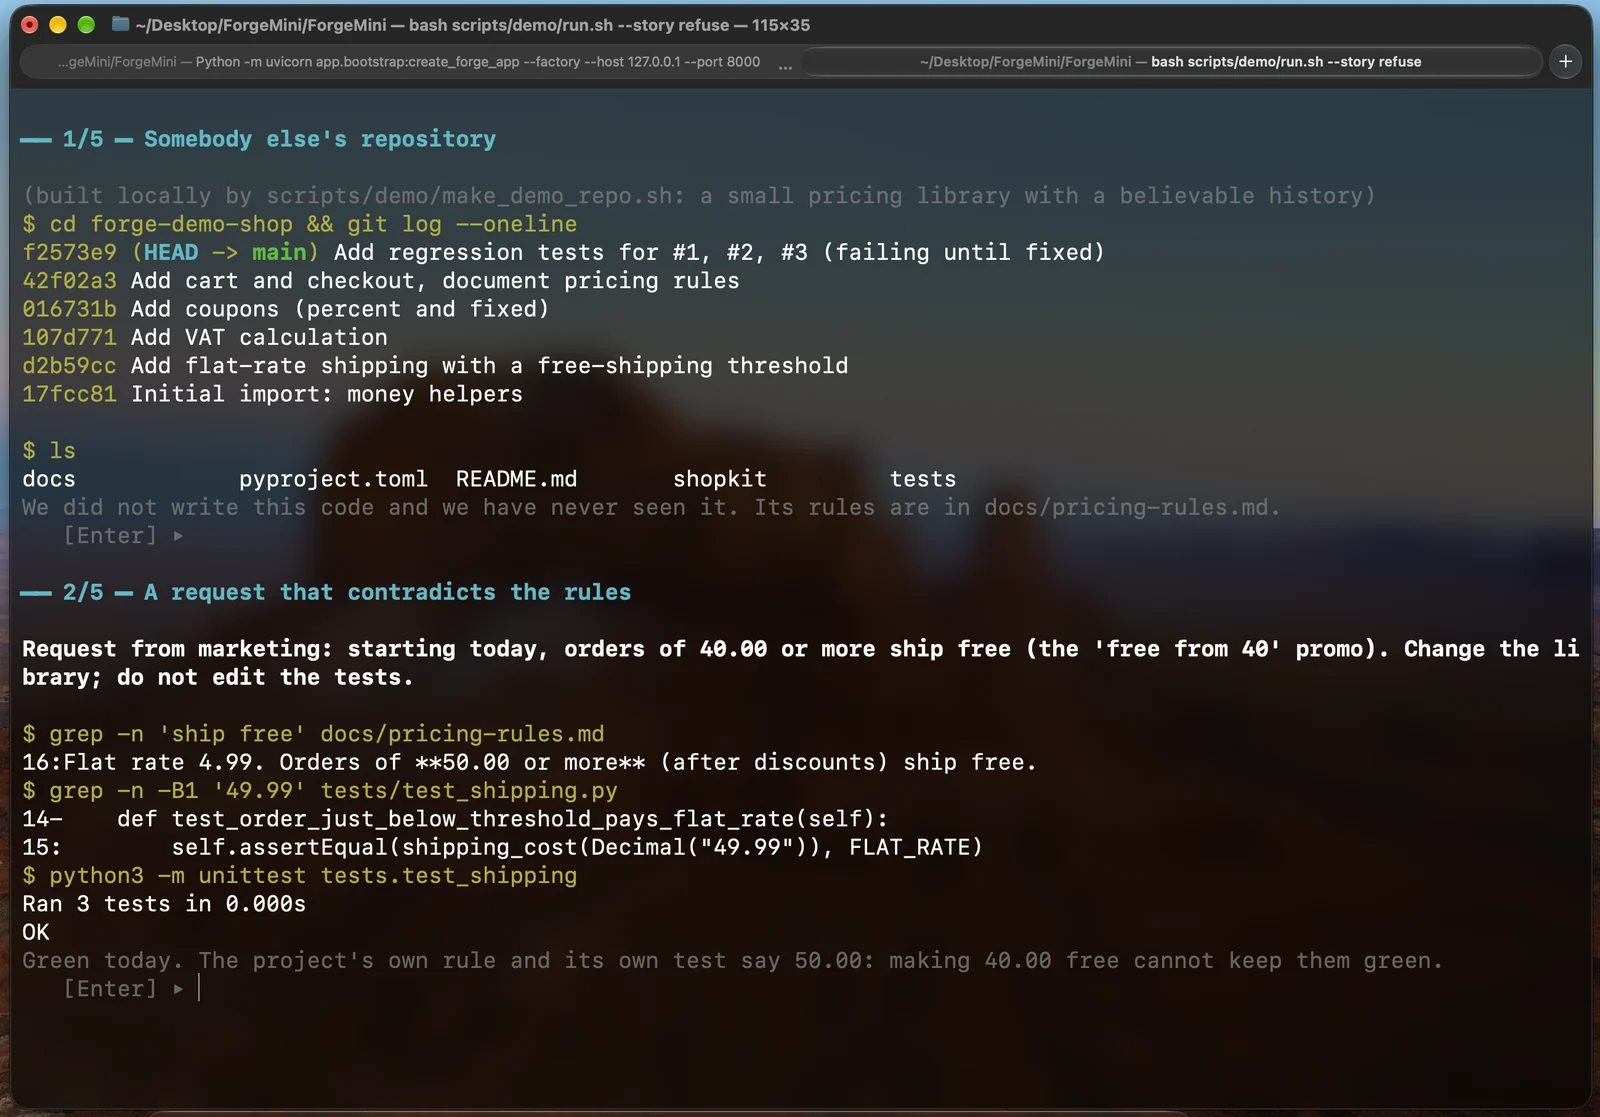 ~/Desktop/ForgeMini/ForgeMini — bash scripts/demo/run.sh --story refuse — 115×35
...geMini/ForgeMini — Python -m uvicorn app.bootstrap:create_forge_app --factory --host 127.0.0.1 --port 8000 ...
~/Desktop/ForgeMini/ForgeMini — bash scripts/demo/run.sh --story refuse
+
—— 1/5 — Somebody else's repository
(built locally by scripts/demo/make_demo_repo.sh: a small pricing library with a believable history)
$ cd forge-demo-shop && git log --oneline
f2573e9 (HEAD -> main) Add regression tests for #1, #2, #3 (failing until fixed)
42f02a3 Add cart and checkout, document pricing rules
016731b Add coupons (percent and fixed)
107d771 Add VAT calculation
d2b59cc Add flat-rate shipping with a free-shipping threshold
17fcc81 Initial import: money helpers
$ ls
docs            pyproject.toml  README.md       shopkit         tests
We did not write this code and we have never seen it. Its rules are in docs/pricing-rules.md.
   [Enter] ▸
—— 2/5 — A request that contradicts the rules
Request from marketing: starting today, orders of 40.00 or more ship free (the 'free from 40' promo). Change the li
brary; do not edit the tests.
$ grep -n 'ship free' docs/pricing-rules.md
16:Flat rate 4.99. Orders of **50.00 or more** (after discounts) ship free.
$ grep -n -B1 '49.99' tests/test_shipping.py
14-    def test_order_just_below_threshold_pays_flat_rate(self):
15:        self.assertEqual(shipping_cost(Decimal("49.99")), FLAT_RATE)
$ python3 -m unittest tests.test_shipping
Ran 3 tests in 0.000s
OK
Green today. The project's own rule and its own test say 50.00: making 40.00 free cannot keep them green.
   [Enter] ▸